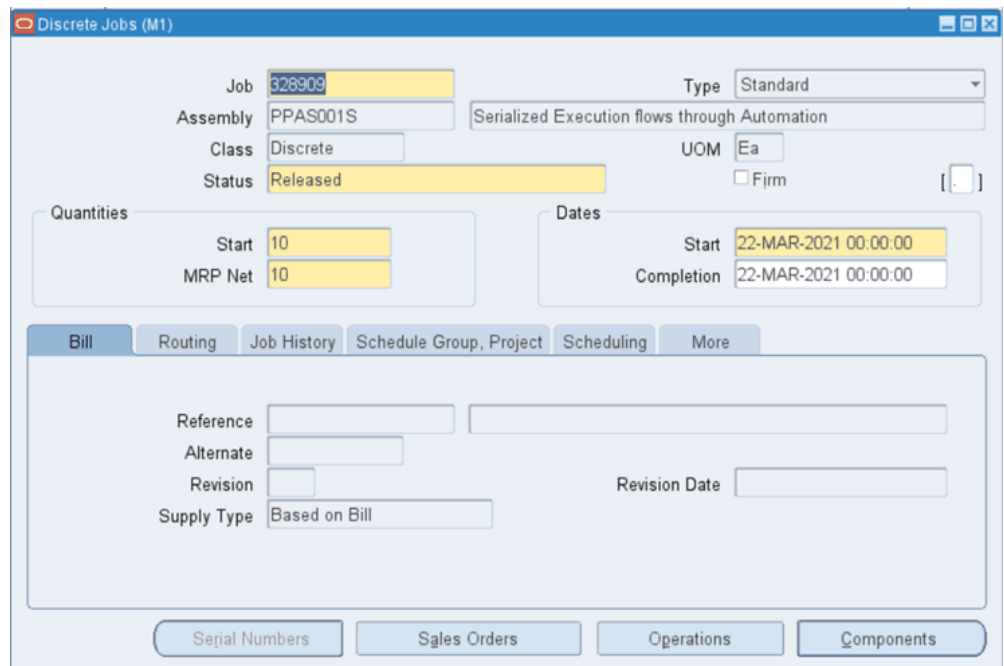 Discrete Jobs (M1)
Job 328909 Type Standard
Assembly PPAS001S Serialized Execution flows through Automation
Class Discrete UOM Ea
Status Released Firm [ . ]
Quantities Dates
Start 10 Start 22-MAR-2021 00:00:00
MRP Net 10 Completion 22-MAR-2021 00:00:00
Bill Routing Job History Schedule Group, Project Scheduling More
Reference
Alternate
Revision Revision Date
Supply Type Based on Bill
Serial Numbers Sales Orders Operations Components